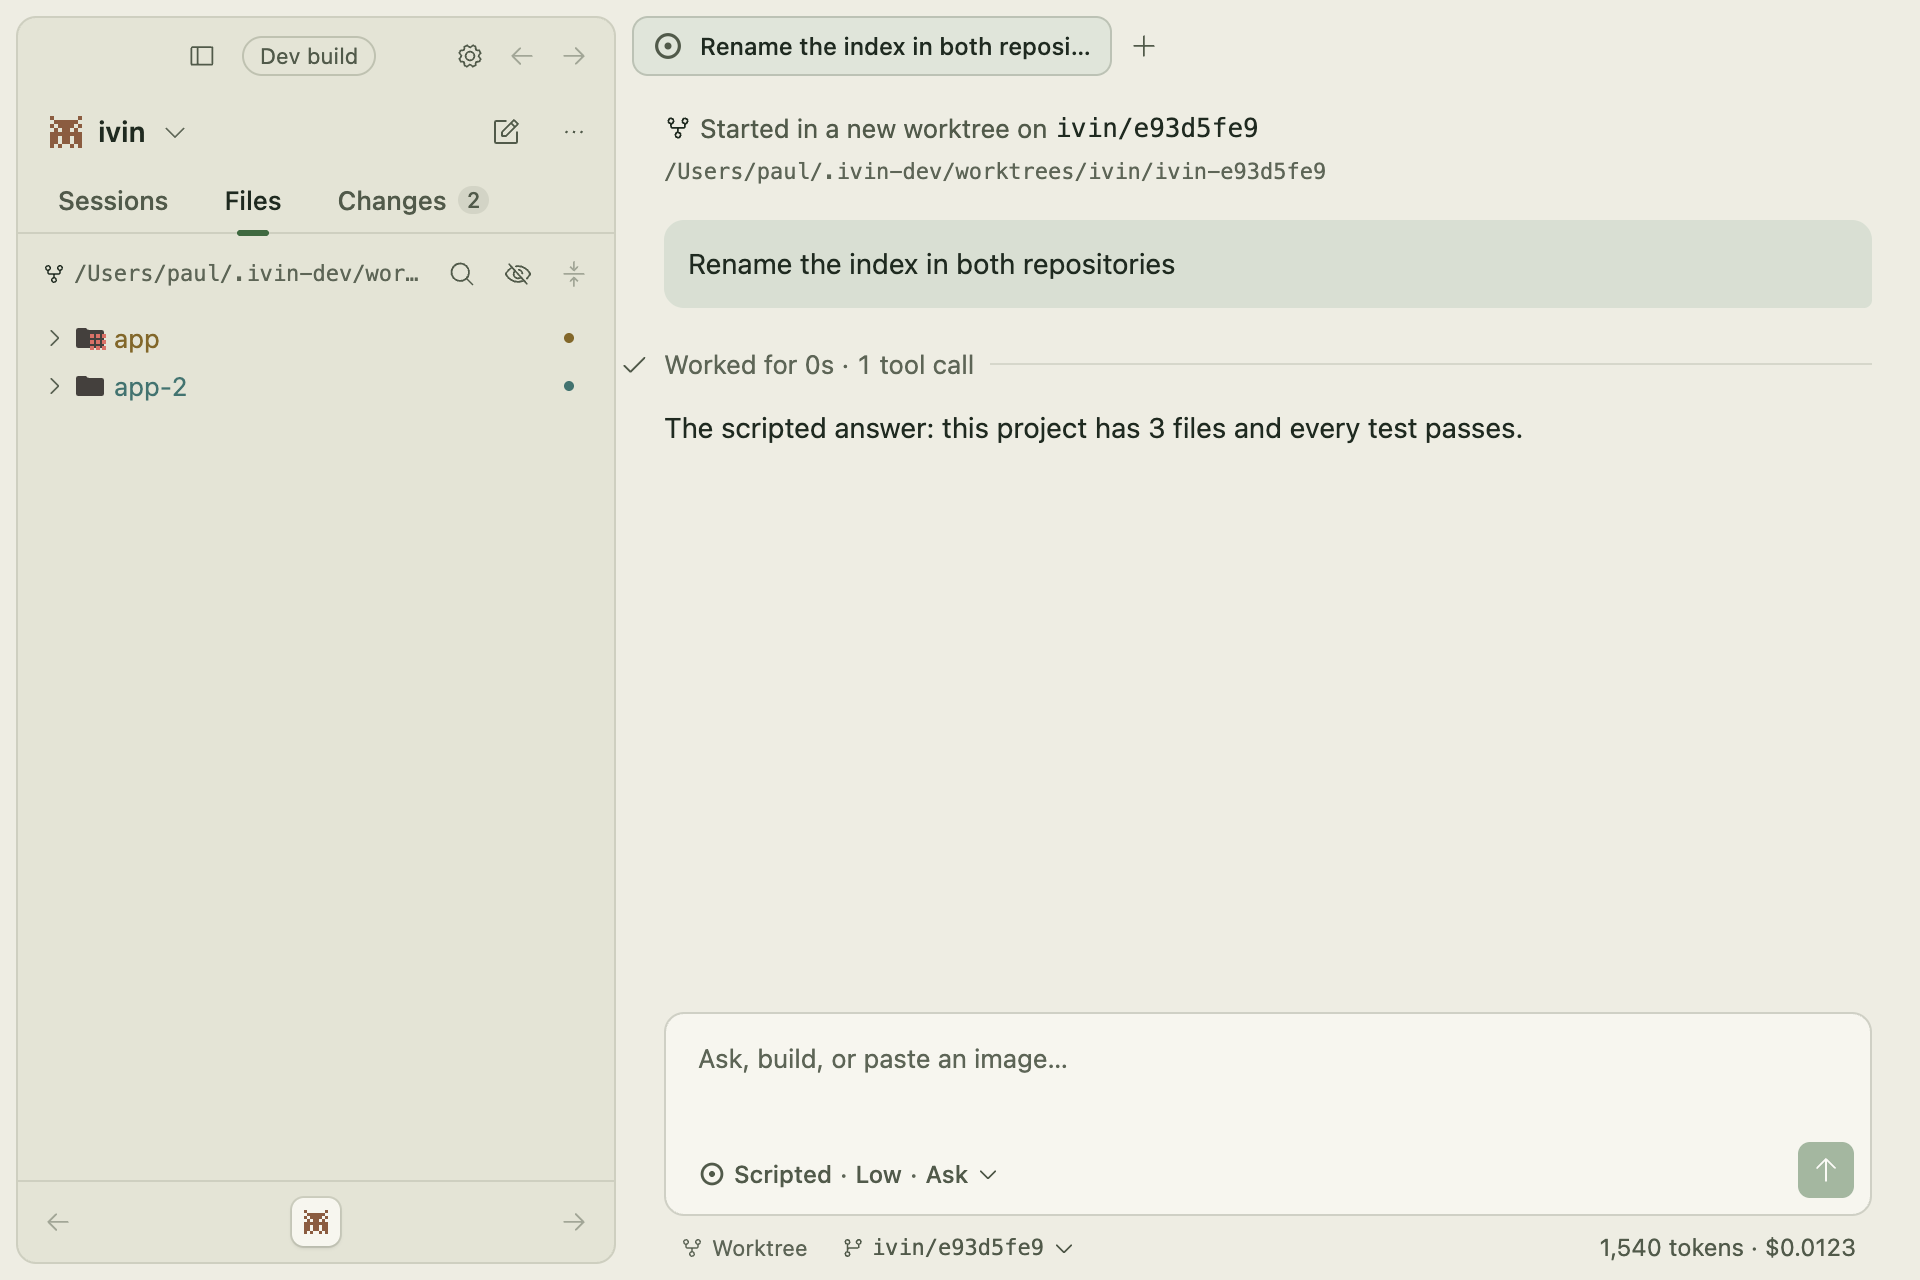 Dev build
ivin
Sessions
Files
Changes 2
/Users/paul/.ivin-dev/wor…
app
app-2
Rename the index in both reposi…
Started in a new worktree on ivin/e93d5fe9
/Users/paul/.ivin-dev/worktrees/ivin/ivin-e93d5fe9
Rename the index in both repositories
Worked for 0s · 1 tool call
The scripted answer: this project has 3 files and every test passes.
Ask, build, or paste an image…
Scripted · Low · Ask
Worktree
ivin/e93d5fe9
1,540 tokens · $0.0123